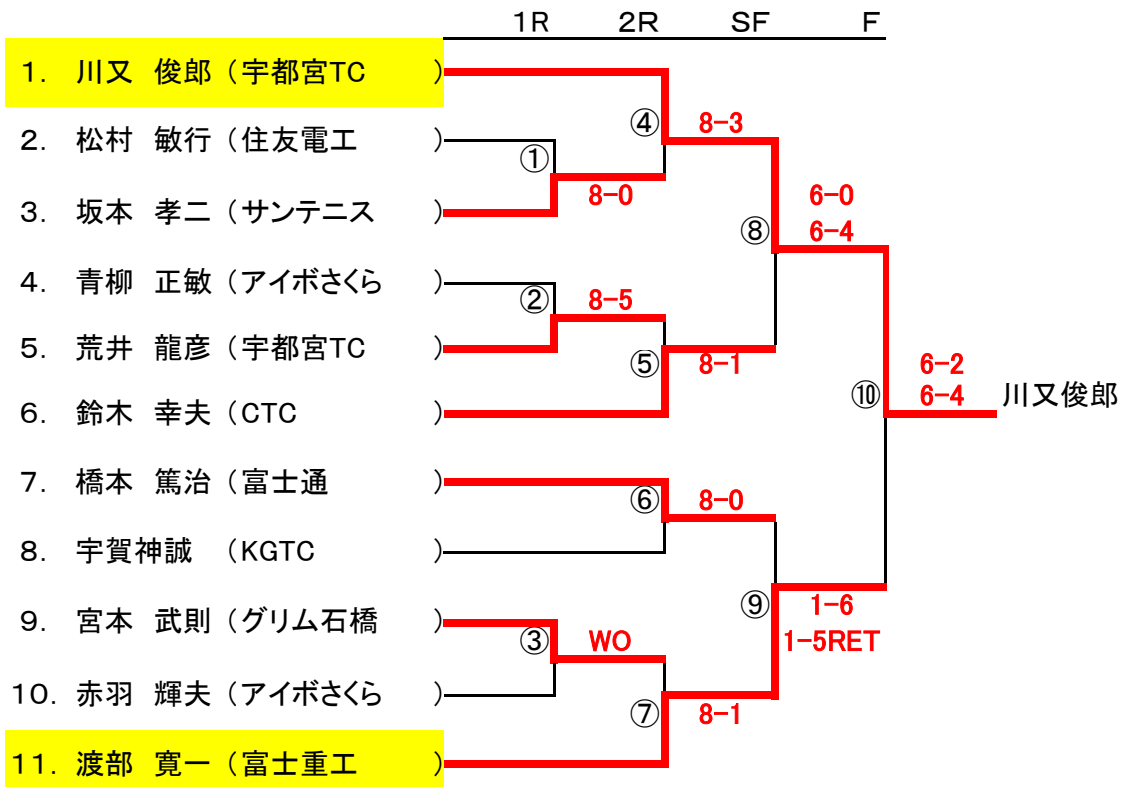 1R 2R SF F
1. 川又 俊郎 （宇都宮TC ）
④ 8-3
2. 松村 敏行 （住友電工 ）
①
8-0
3. 坂本 孝二 （サンテニス ）
6-0
⑧ 6-4
4. 青柳 正敏 （アイボさくら ）
② 8-5
5. 荒井 龍彦 （宇都宮TC ）
⑤ 8-1
6-2
⑩ 6-4 川又俊郎
6. 鈴木 幸夫 （CTC ）
7. 橋本 篤治 （富士通 ）
⑥ 8-0
8. 宇賀神誠 （KGTC ）
⑨ 1-6
9. 宮本 武則 （グリム石橋 ）
③ WO 1-5RET
10. 赤羽 輝夫 （アイボさくら ）
⑦ 8-1
11. 渡部 寛一 （富士重工 ）